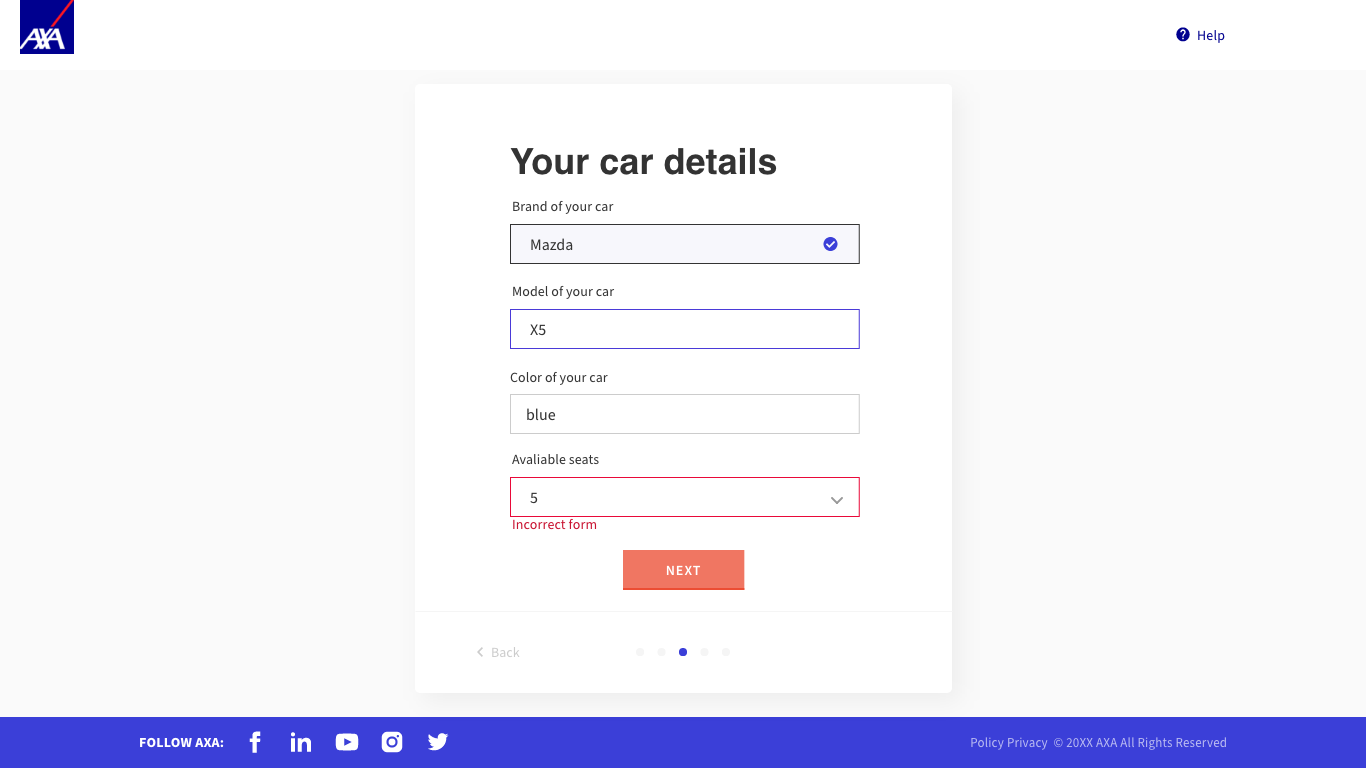 AXA
Help
Your car details
Brand of your car
Mazda
Model of your car
X5
Color of your car
blue
Avaliable seats
5
Incorrect form
NEXT
Back
FOLLOW AXA:
Policy Privacy © 20XX AXA All Rights Reserved